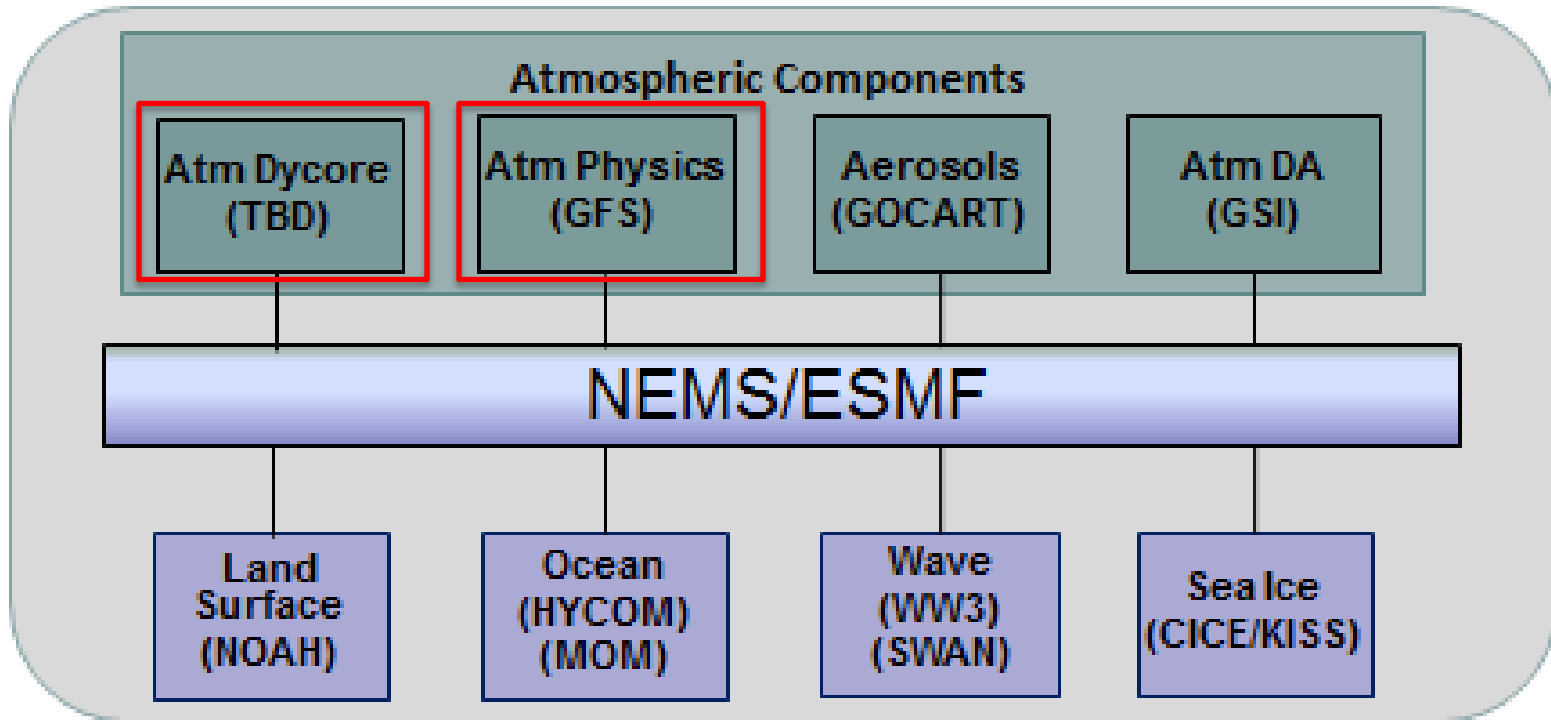 Atmospheric Components
Atm Dycore
(TBD)
Atm Physics
(GFS)
Aerosols
(GOCART)
Atm DA
(GSI)
NEMS/ESMF
Land
Surface
(NOAH)
Ocean
(HYCOM)
(MOM)
Wave
(WW3)
(SWAN)
Sea Ice
(CICE/KISS)